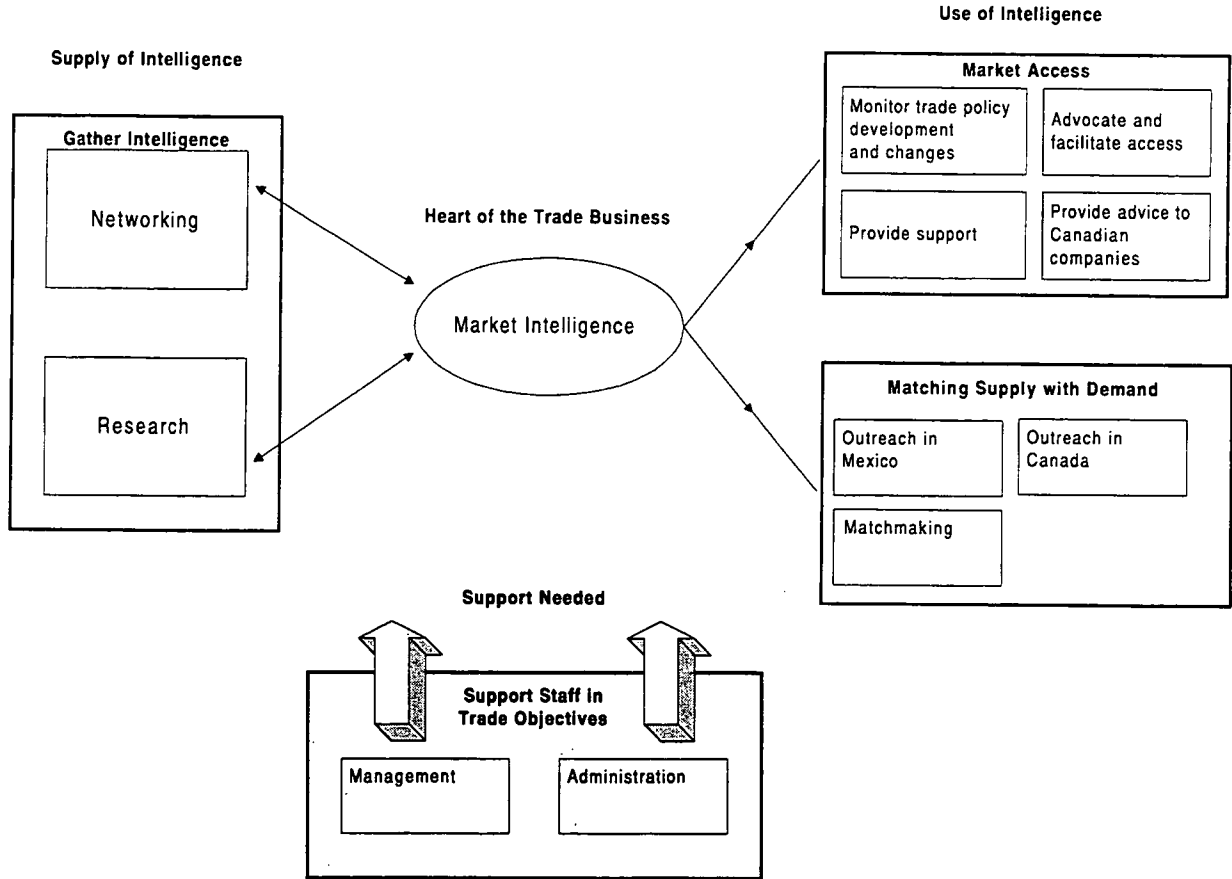 Supply of Intelligence
Gather Intelligence
Networking
Research
Heart of the Trade Business
Market Intelligence
Use of Intelligence
Market Access
Monitor trade policy
development
and changes
Advocate and
facilitate access
Provide support
Provide advice to
Canadian
companies
Matching Supply with Demand
Outreach in
Mexico
Outreach in
Canada
Matchmaking
Support Needed
Support Staff in
Trade Objectives
Management
Administration